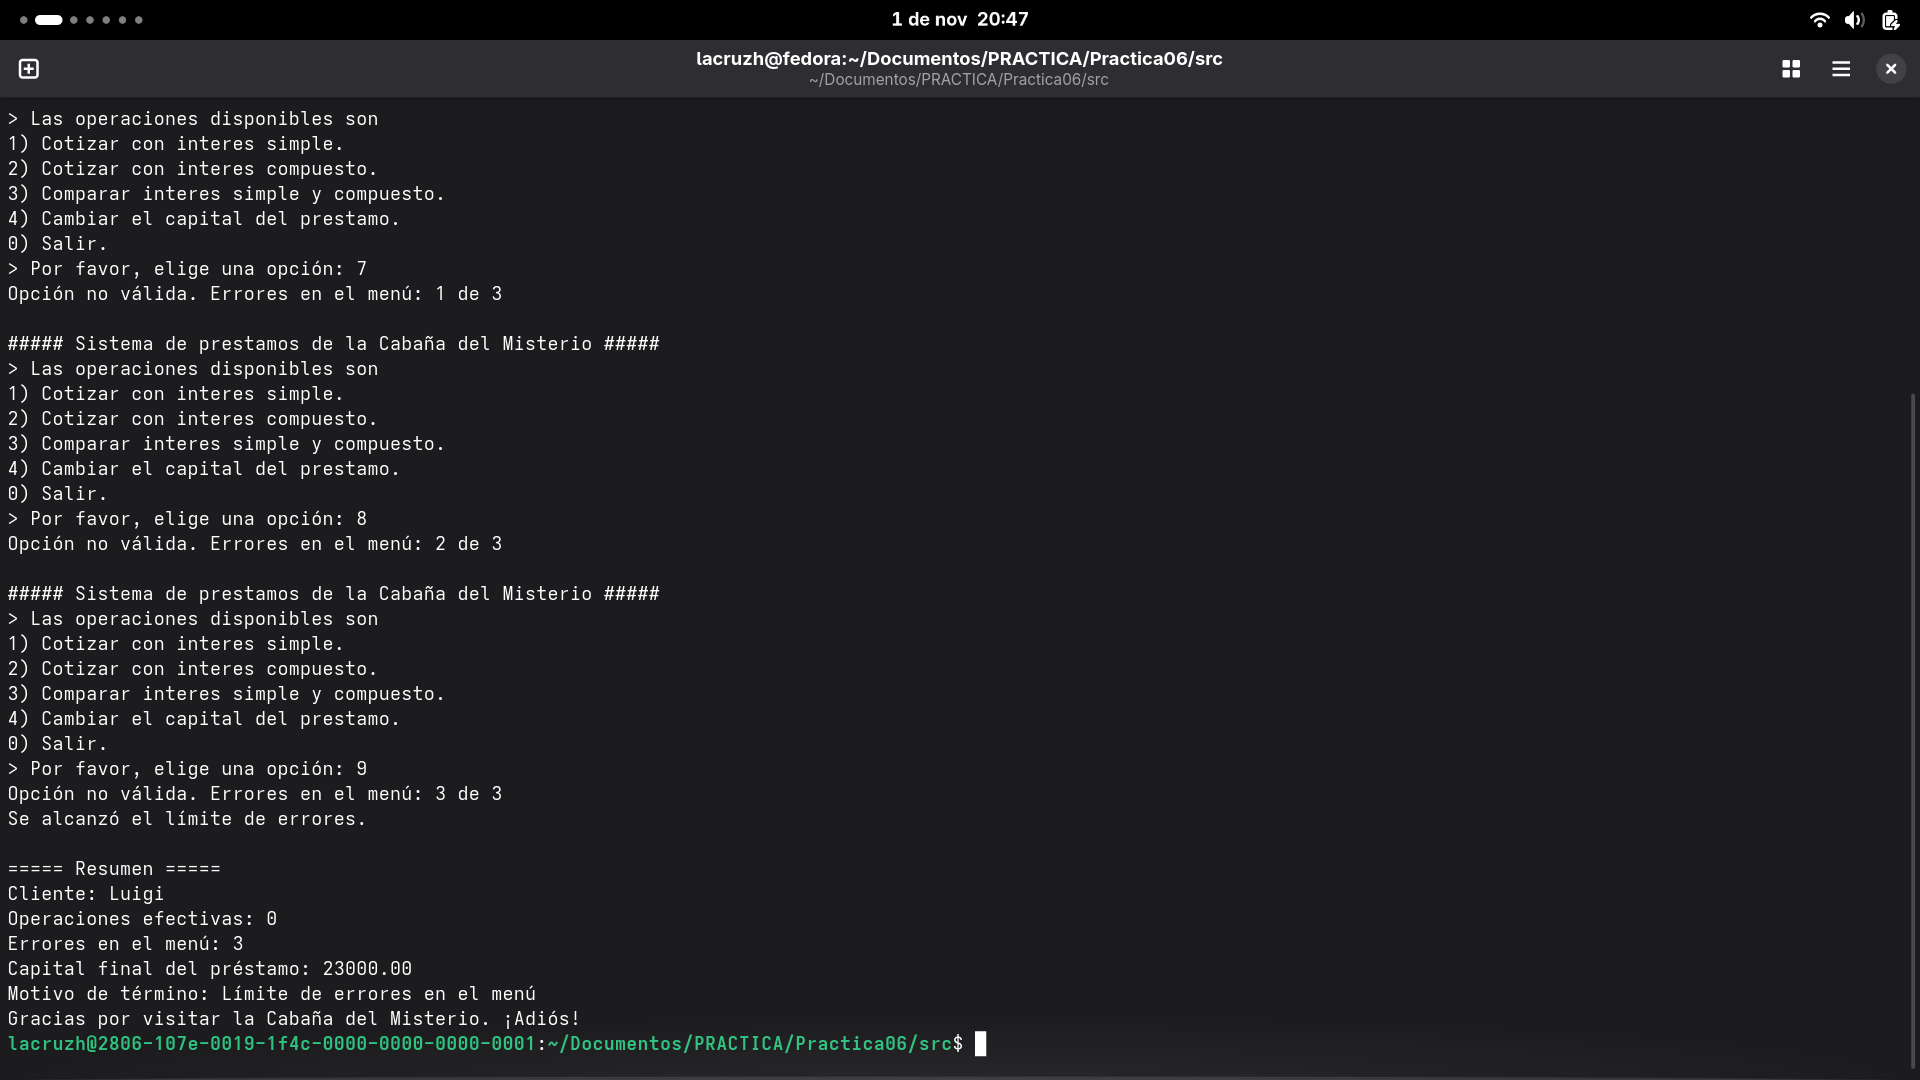 1 de nov 20:47
lacruzh@fedora:~/Documentos/PRACTICA/Practica06/src
~/Documentos/PRACTICA/Practica06/src
> Las operaciones disponibles son
1) Cotizar con interes simple.
2) Cotizar con interes compuesto.
3) Comparar interes simple y compuesto.
4) Cambiar el capital del prestamo.
0) Salir.
> Por favor, elige una opción: 7
Opción no válida. Errores en el menú: 1 de 3
##### Sistema de prestamos de la Cabaña del Misterio #####
> Las operaciones disponibles son
1) Cotizar con interes simple.
2) Cotizar con interes compuesto.
3) Comparar interes simple y compuesto.
4) Cambiar el capital del prestamo.
0) Salir.
> Por favor, elige una opción: 8
Opción no válida. Errores en el menú: 2 de 3
##### Sistema de prestamos de la Cabaña del Misterio #####
> Las operaciones disponibles son
1) Cotizar con interes simple.
2) Cotizar con interes compuesto.
3) Comparar interes simple y compuesto.
4) Cambiar el capital del prestamo.
0) Salir.
> Por favor, elige una opción: 9
Opción no válida. Errores en el menú: 3 de 3
Se alcanzó el límite de errores.
===== Resumen =====
Cliente: Luigi
Operaciones efectivas: 0
Errores en el menú: 3
Capital final del préstamo: 23000.00
Motivo de término: Límite de errores en el menú
Gracias por visitar la Cabaña del Misterio. ¡Adiós!
lacruzh@2806-107e-0019-1f4c-0000-0000-0000-0001:~/Documentos/PRACTICA/Practica06/src$